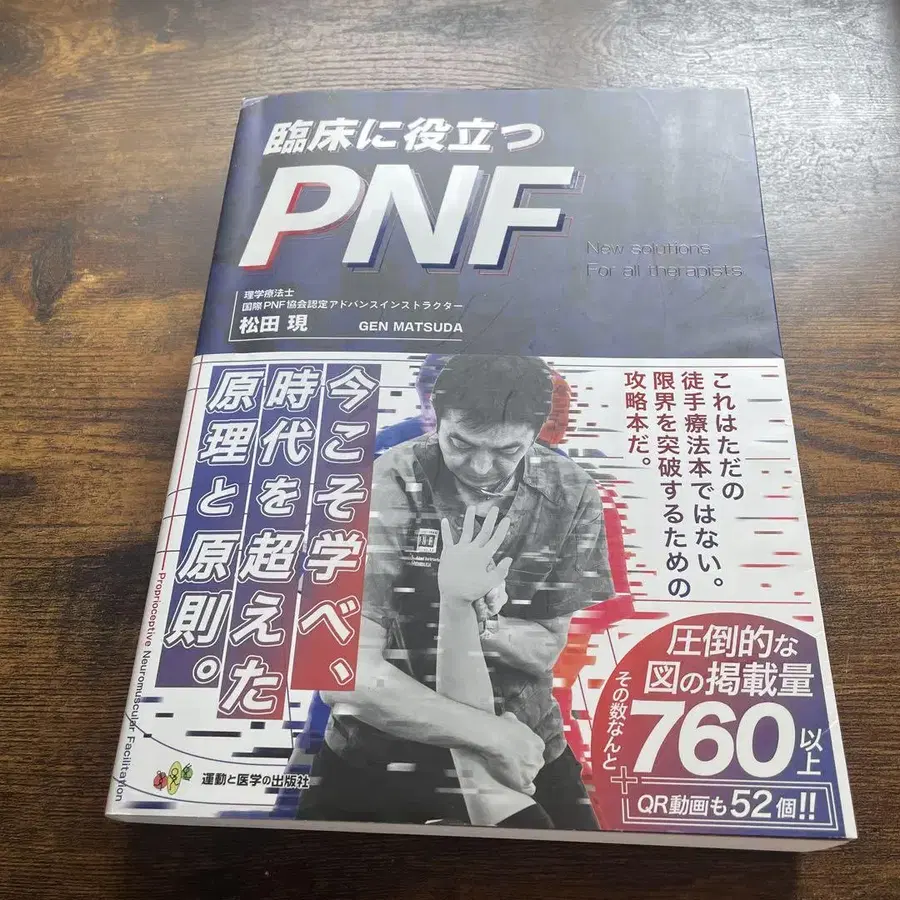 臨床に役立つ
PNF
New solutions
For all therapists
理学療法士
国際PNF協会認定アドバンスインストラクター
松田 現
GEN MATSUDA
これはただの
徒手療法本ではない。
限界を突破するための
攻略本だ。
今こそ学べ、
時代を超えた
原理と原則。
圧倒的な
図の掲載量
その数なんと
760以上
+
QR動画も52個!!
Proprioceptive Neuromuscular Facilitation
運動と医学の出版社